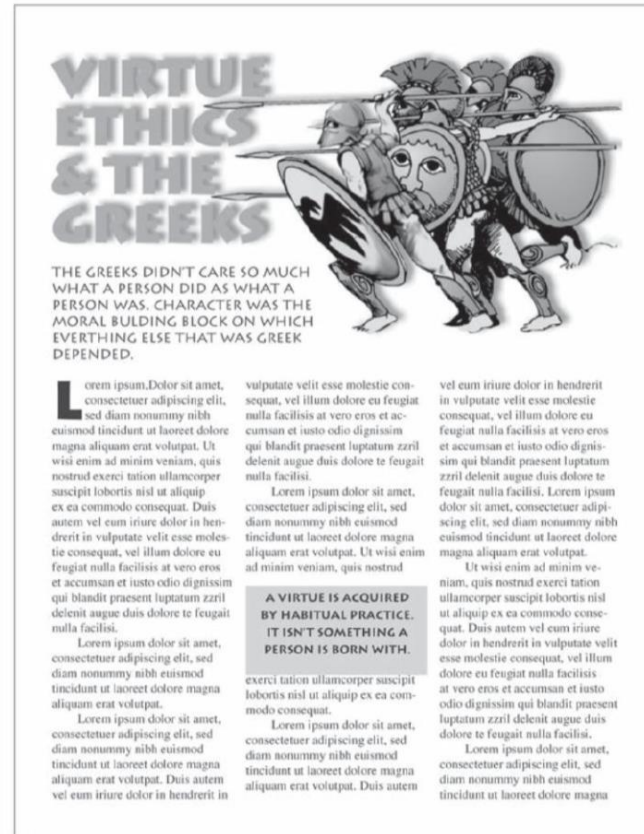 VIRTUE
ETHICS
& THE
GREEKS
THE GREEKS DIDN'T CARE SO MUCH
WHAT A PERSON DID AS WHAT A
PERSON WAS. CHARACTER WAS THE
MORAL BULDING BLOCK ON WHICH
EVERTHING ELSE THAT WAS GREEK
DEPENDED.
Lorem ipsum.Dolor sit amet,
consectetuer adipiscing elit,
sed diam nonummy nibh
euismod tincidunt ut laoreet dolore
magna aliquam erat volutpat. Ut
wisi enim ad minim veniam, quis
nostrud exerci tation ullamcorper
suscipit lobortis nisl ut aliquip
ex ea commodo consequat. Duis
autem vel eum iriure dolor in hen-
drerit in vulputate velit esse moles-
tie consequat, vel illum dolore eu
feugiat nulla facilisis at vero eros
et accumsan et iusto odio dignissim
qui blandit praesent luptatum zzril
delenit augue duis dolore te feugait
nulla facilisi.
Lorem ipsum dolor sit amet,
consectetuer adipiscing elit, sed
diam nonummy nibh euismod
tincidunt ut laoreet dolore magna
aliquam erat volutpat.
Lorem ipsum dolor sit amet,
consectetuer adipiscing elit, sed
diam nonummy nibh euismod
tincidunt ut laoreet dolore magna
aliquam erat volutpat. Duis autem
vel eum iriure dolor in hendrerit in
vulputate velit esse molestie con-
sequat, vel illum dolore eu feugiat
nulla facilisis at vero eros et ac-
cumsan et iusto odio dignissim
qui blandit praesent luptatum zzril
delenit augue duis dolore te feugait
nulla facilisi.
Lorem ipsum dolor sit amet,
consectetuer adipiscing elit, sed
diam nonummy nibh euismod
tincidunt ut laoreet dolore magna
aliquam erat volutpat. Ut wisi enim
ad minim veniam, quis nostrud
A VIRTUE IS ACQUIRED
BY HABITUAL PRACTICE.
IT ISN'T SOMETHING A
PERSON IS BORN WITH.
exerci tation ullamcorper suscipit
lobortis nisl ut aliquip ex ea com-
modo consequat.
Lorem ipsum dolor sit amet,
consectetuer adipiscing elit, sed
diam nonummy nibh euismod
tincidunt ut laoreet dolore magna
aliquam erat volutpat. Duis autem
vel eum iriure dolor in hendrerit
in vulputate velit esse molestie
consequat, vel illum dolore eu
feugiat nulla facilisis at vero eros
et accumsan et iusto odio dignis-
sim qui blandit praesent luptatum
zzril delenit augue duis dolore te
feugait nulla facilisi. Lorem ipsum
dolor sit amet, consectetuer adipi-
scing elit, sed diam nonummy nibh
euismod tincidunt ut laoreet dolore
magna aliquam erat volutpat.
Ut wisi enim ad minim ve-
niam, quis nostrud exerci tation
ullamcorper suscipit lobortis nisl
ut aliquip ex ea commodo conse-
quat. Duis autem vel eum iriure
dolor in hendrerit in vulputate velit
esse molestie consequat, vel illum
dolore eu feugiat nulla facilisis
at vero eros et accumsan et iusto
odio dignissim qui blandit praesent
luptatum zzril delenit augue duis
dolore te feugait nulla facilisi.
Lorem ipsum dolor sit amet,
consectetuer adipiscing elit, sed
diam nonummy nibh euismod
tincidunt ut laoreet dolore magna